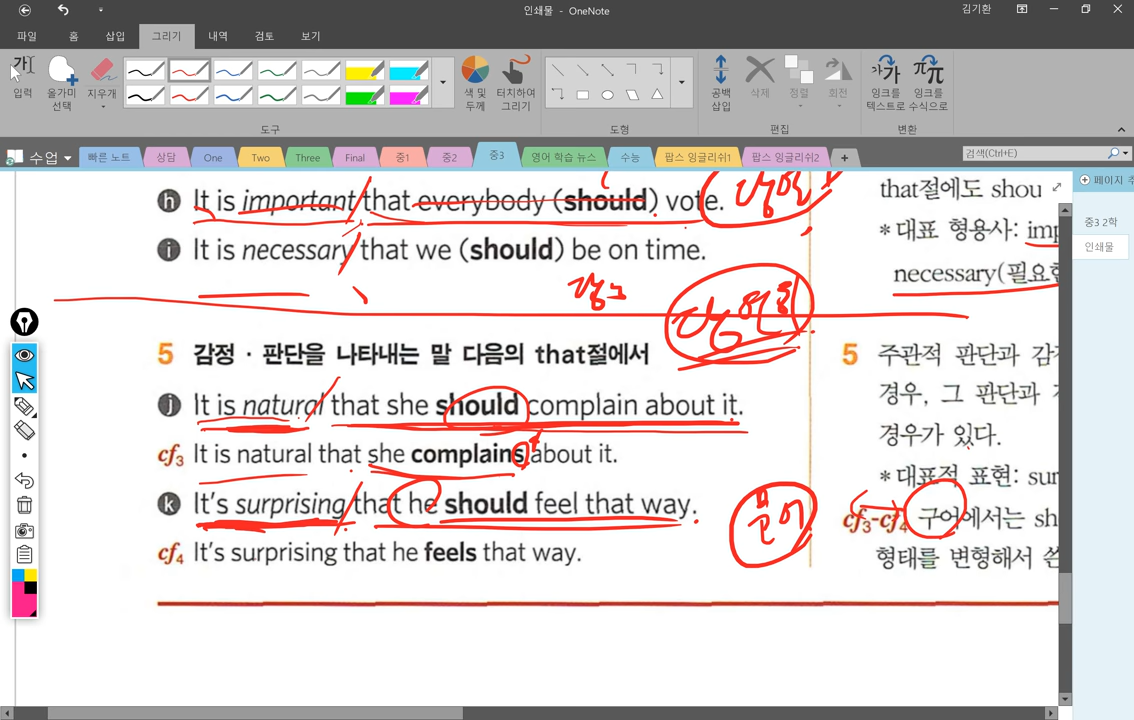 인쇄물 - OneNote
김기환
파일 홈 삽입 그리기 내역 검토 보기
입력
올가미 선택
지우개
색 및 두께
터치하여 그리기
공백 삽입
삭제
정렬
회전
잉크를 텍스트로
잉크를 수식으로
도구
도형
편집
변환
수업
빠른 노트 상담 One Two Three Final 중1 중2 중3 영어 학습 뉴스 수능 팝스 잉글리쉬1 팝스 잉글리쉬2
검색(Ctrl+E)
페이지
중3 2학
인쇄물
h It is important that everybody (should) vote.
i It is necessary that we (should) be on time.
5 감정 · 판단을 나타내는 말 다음의 that절에서
j It is natural that she should complain about it.
cf3 It is natural that she complains about it.
k It's surprising that he should feel that way.
cf4 It's surprising that he feels that way.
that절에도 shou
* 대표 형용사: imp
necessary(필요한
5 주관적 판단과 감정
경우, 그 판단과
경우가 있다.
* 대표적 표현: sur
cf3-cf4 구어에서는 sh
형태를 변형해서 쓴